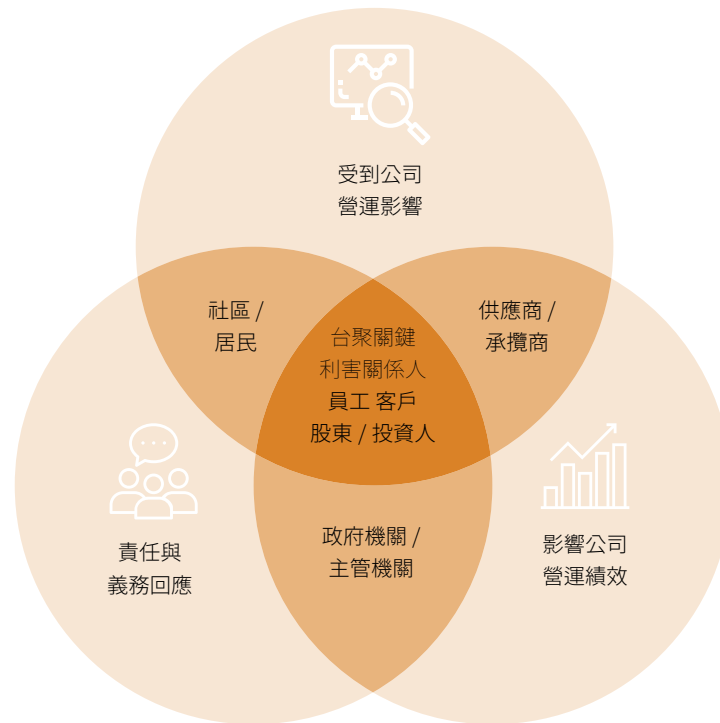 受到公司
營運影響
社區 /
居民
供應商 /
承攬商
台聚關鍵
利害關係人
員工 客戶
股東 / 投資人
責任與
義務回應
政府機關 /
主管機關
影響公司
營運績效